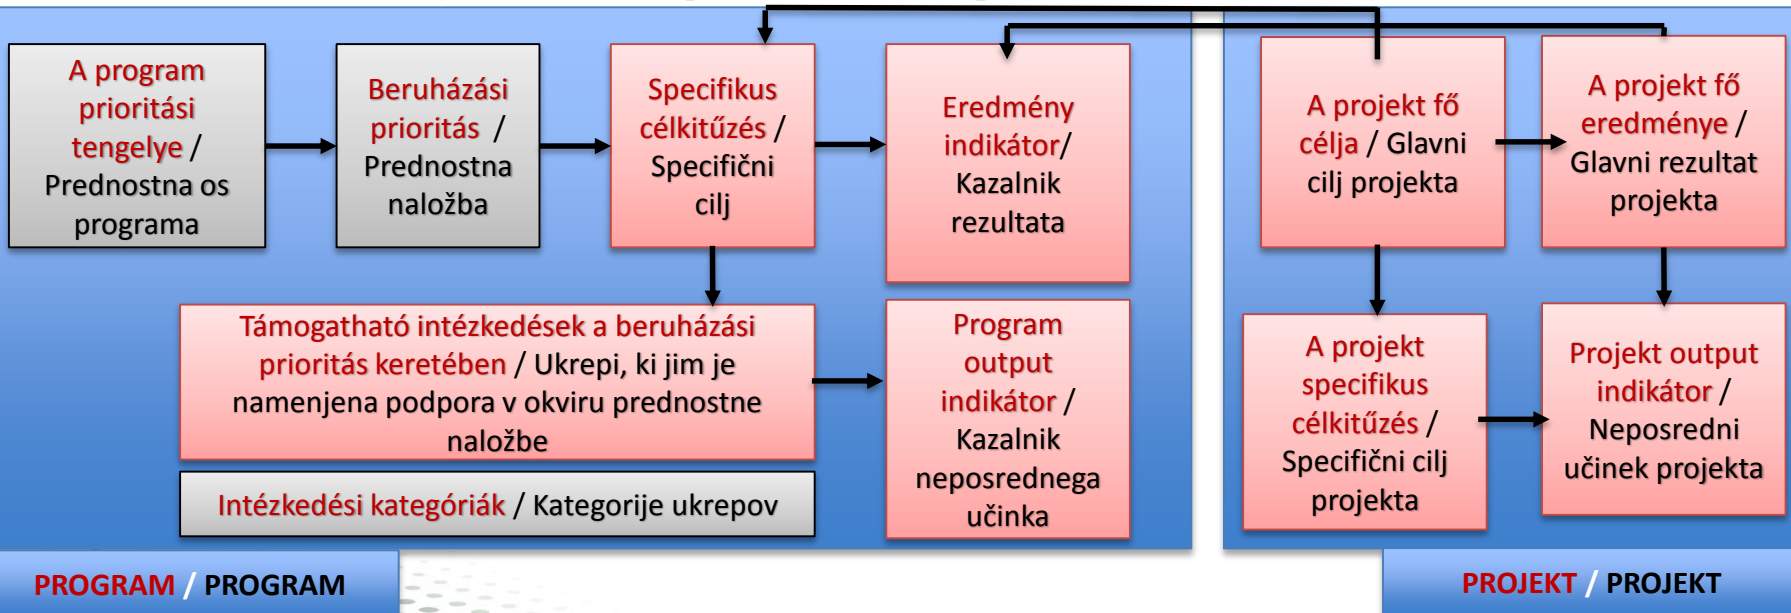 A program
prioritási
tengelye /
Prednostna os
programa
Beruházási
prioritás /
Prednostna
naložba
Specifikus
célkitűzés /
Specifični
cilj
Eredmény
indikátor/
Kazalnik
rezultata
Támogatható intézkedések a beruházási
prioritás keretében / Ukrepi, ki jim je
namenjena podpora v okviru prednostne
naložbe
Intézkedési kategóriák / Kategorije ukrepov
Program
output
indikátor /
Kazalnik
neposrednega
učinka
PROGRAM / PROGRAM
A projekt fő
célja / Glavni
cilj projekta
A projekt fő
eredménye /
Glavni rezultat
projekta
A projekt
specifikus
célkitűzés /
Specifični cilj
projekta
Projekt output
indikátor /
Neposredni
učinek projekta
PROJEKT / PROJEKT